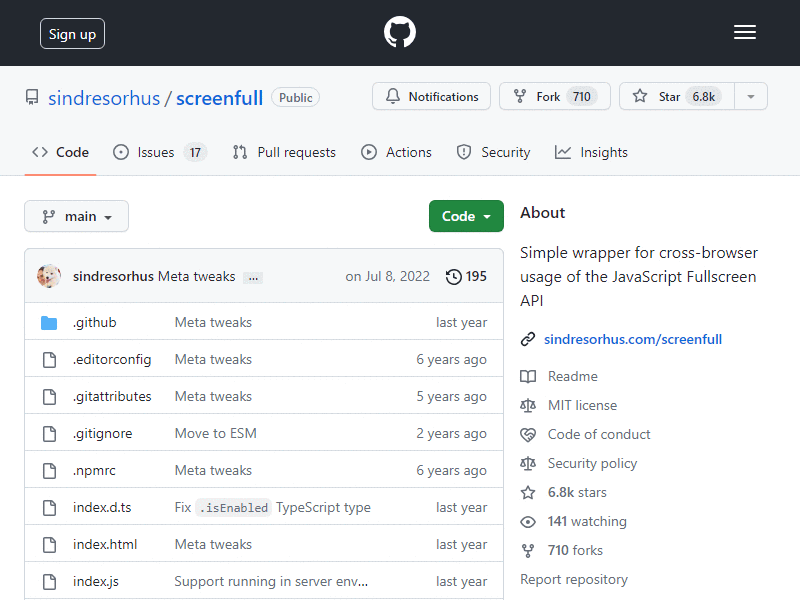 Sign up
sindresorhus / screenfull Public
Notifications Fork 710 Star 6.8k
Code Issues 17 Pull requests Actions Security Insights
main Code
sindresorhus Meta tweaks ... on Jul 8, 2022 195
.github Meta tweaks last year
.editorconfig Meta tweaks 6 years ago
.gitattributes Meta tweaks 5 years ago
.gitignore Move to ESM 2 years ago
.npmrc Meta tweaks 6 years ago
index.d.ts Fix .isEnabled TypeScript type last year
index.html Meta tweaks last year
index.js Support running in server env... last year
About
Simple wrapper for cross-browser
usage of the JavaScript Fullscreen
API
sindresorhus.com/screenfull
Readme
MIT license
Code of conduct
Security policy
6.8k stars
141 watching
710 forks
Report repository